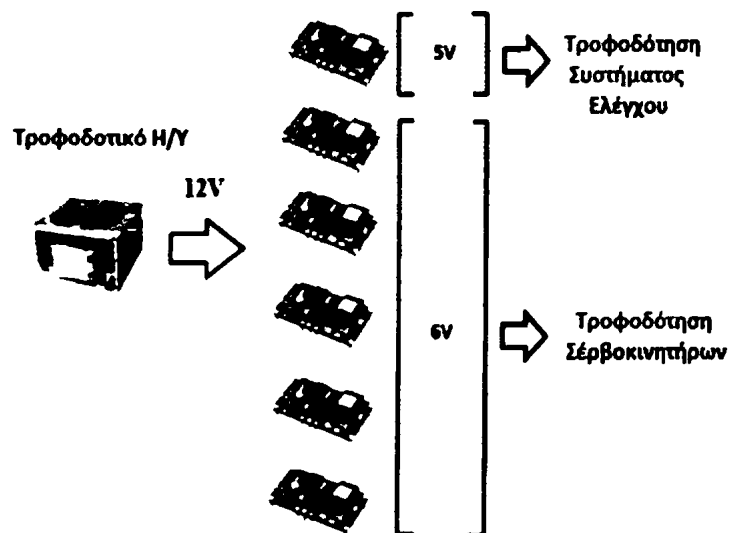 Τροφοδοτικό Η/Υ
12V
5V
Τροφοδότηση
Συστήματος
Ελέγχου
6V
Τροφοδότηση
Σέρβοκινητήρων